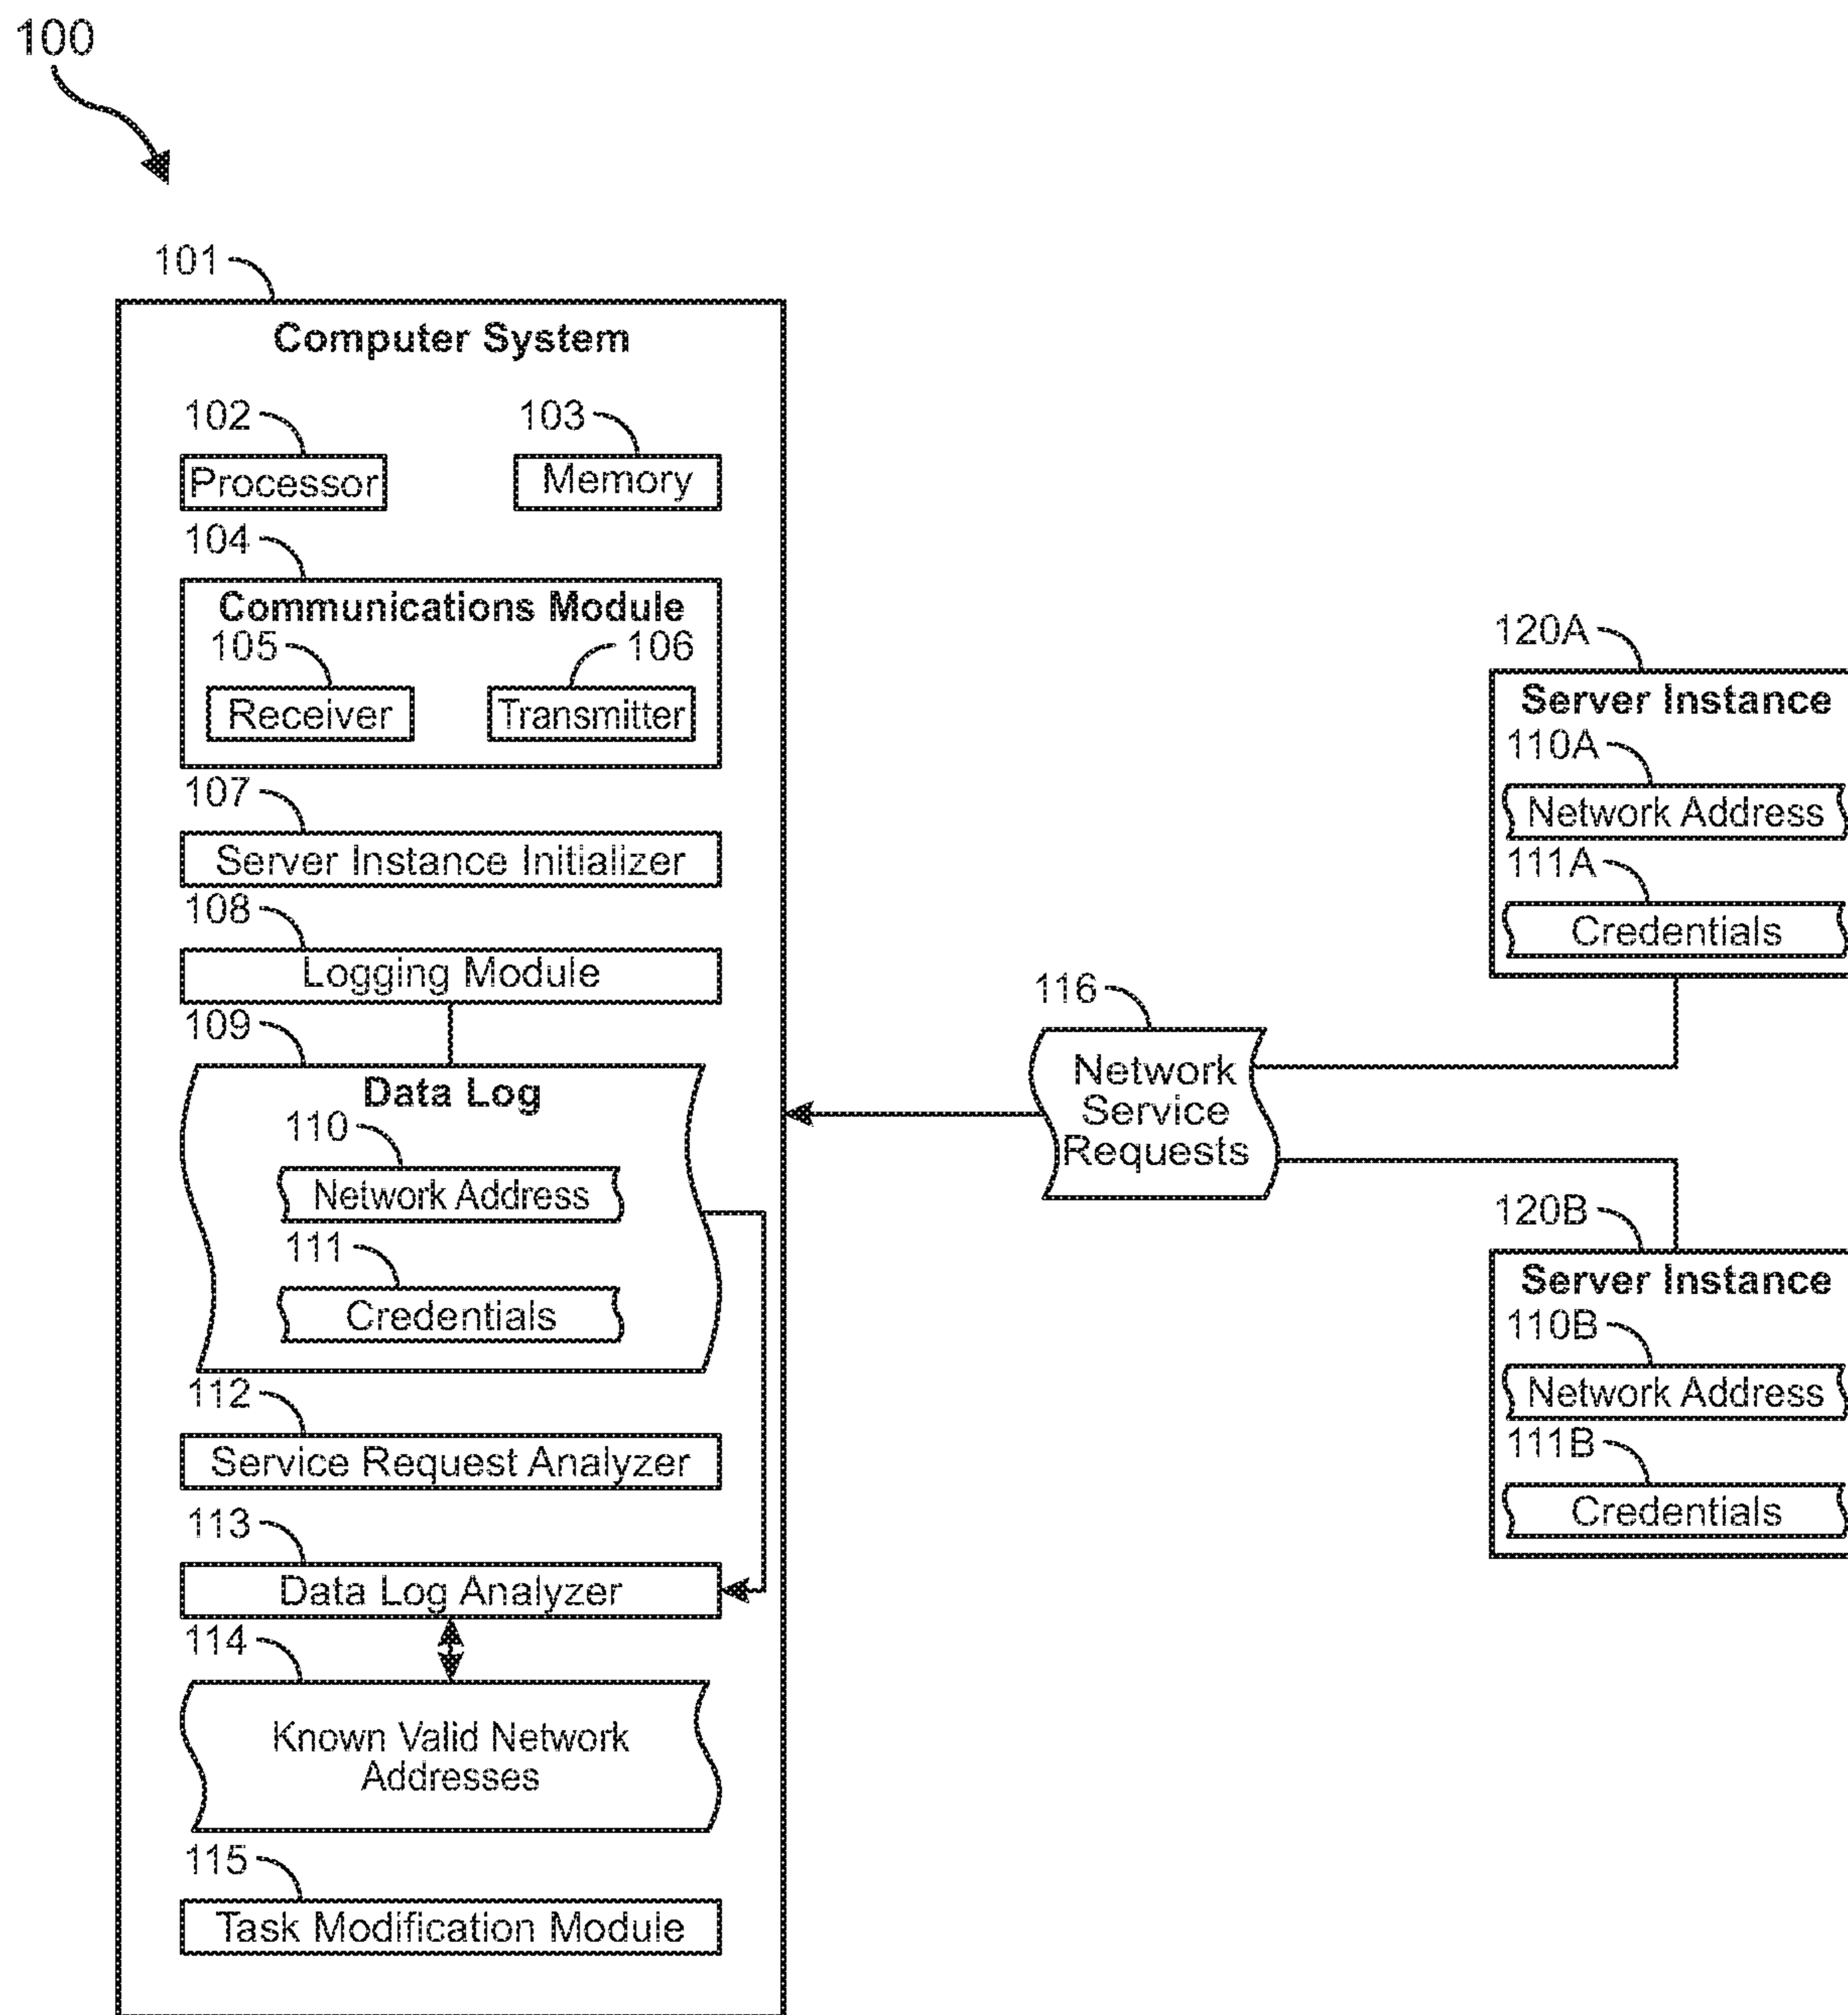 100
101
Computer System
102
103
Processor
Memory
104
Communications Module
105
106
Receiver
Transmitter
107
Server Instance Initializer
108
Logging Module
109
Data Log
110
Network Address
111
Credentials
112
Service Request Analyzer
113
Data Log Analyzer
114
Known Valid Network
Addresses
115
Task Modification Module
116
Network
Service
Requests
120A
Server Instance
110A
Network Address
111A
Credentials
120B
Server Instance
110B
Network Address
111B
Credentials